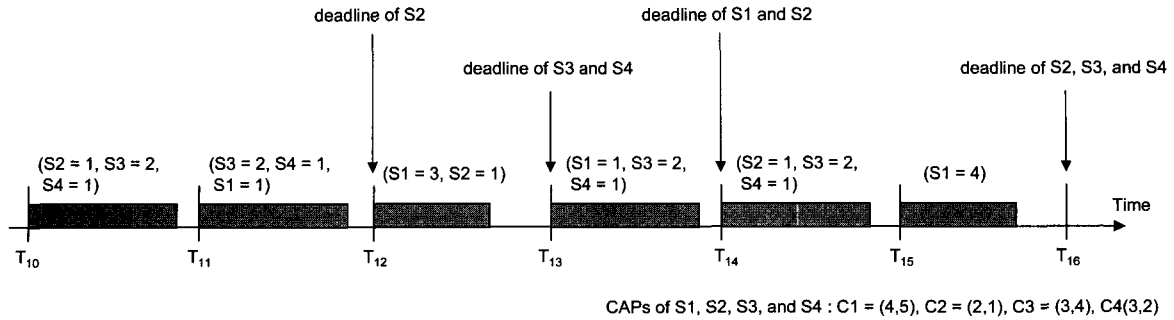 deadline of S2
deadline of S1 and S2
deadline of S3 and S4
deadline of S2, S3, and S4
(S2 = 1, S3 = 2,
S4 = 1)
(S3 = 2, S4 = 1,
S1 = 1)
(S1 = 3, S2 = 1)
(S1 = 1, S3 = 2,
S4 = 1)
(S2 = 1, S3 = 2,
S4 = 1)
(S1 = 4)
Time
T10
T11
T12
T13
T14
T15
T16
CAPs of S1, S2, S3, and S4 : C1 = (4,5), C2 = (2,1), C3 = (3,4), C4(3,2)